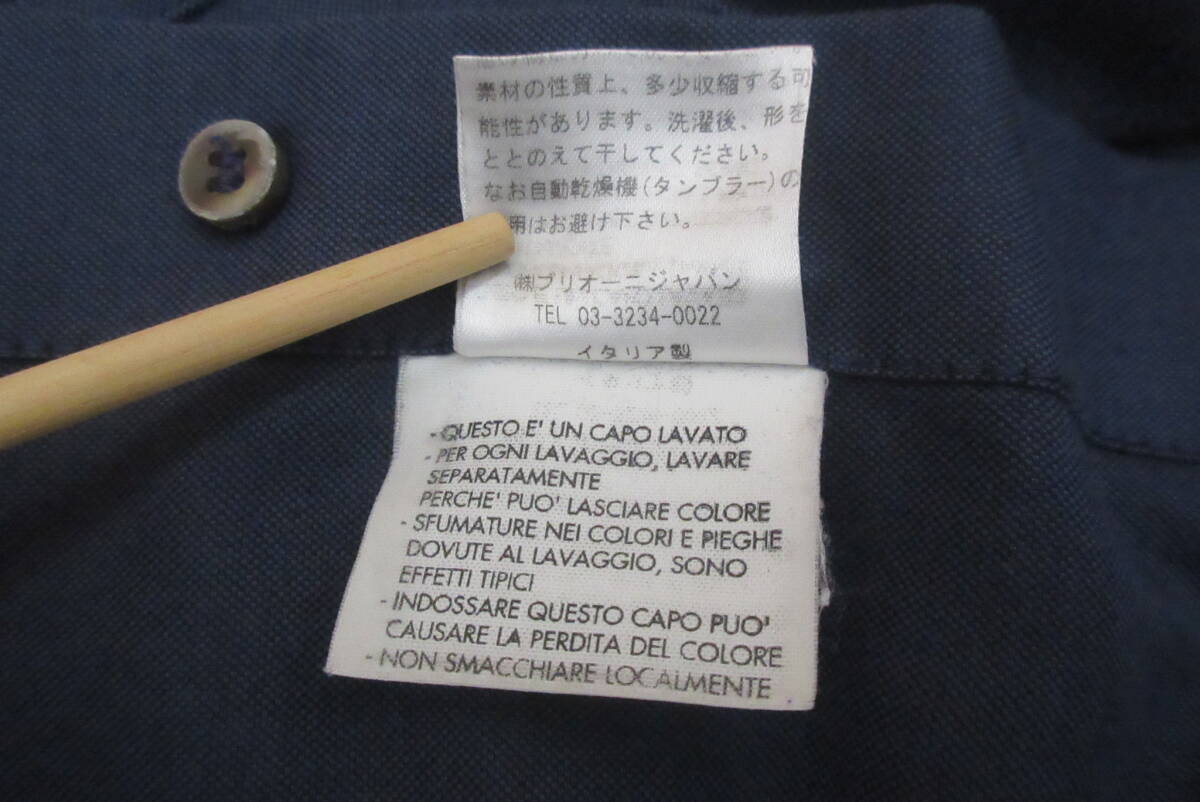 素材の性質上、多少収縮する可
能性があります。洗濯後、形を
ととのえて干してください。
なお自動乾燥機(タンブラー)の
用はお避け下さい。
㈱ブリオーニジャパン
TEL 03-3234-0022
イタリア製
- QUESTO E' UN CAPO LAVATO
- PER OGNI LAVAGGIO, LAVARE
SEPARATAMENTE
PERCHE' PUO' LASCIARE COLORE
- SFUMATURE NEI COLORI E PIEGHE
DOVUTE AL LAVAGGIO, SONO
EFFETTI TIPICI
- INDOSSARE QUESTO CAPO PUO'
CAUSARE LA PERDITA DEL COLORE
- NON SMACCHIARE LOCALMENTE